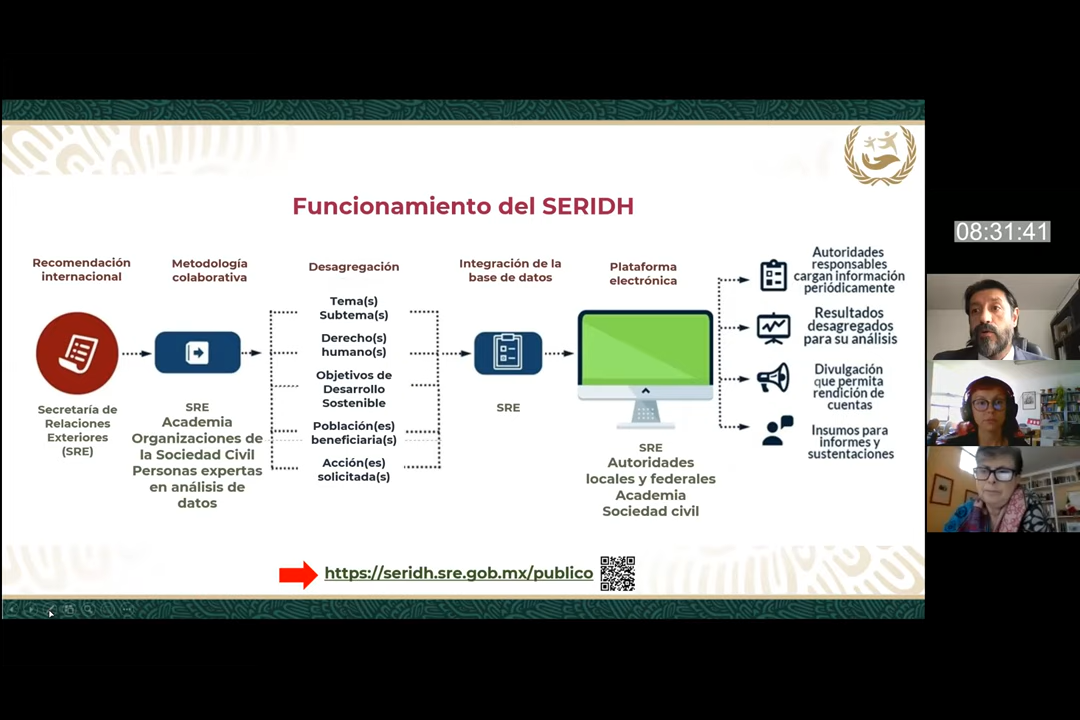 Funcionamiento del SERIDH
Recomendación
internacional
Secretaría de
Relaciones
Exteriores
(SRE)
Metodología
colaborativa
SRE
Academia
Organizaciones de
la Sociedad Civil
Personas expertas
en análisis de
datos
Desagregación
Tema(s)
Subtema(s)
Derecho(s)
humano(s)
Objetivos de
Desarrollo
Sostenible
Población(es)
beneficiaria(s)
Acción(es)
solicitada(s)
Integración de la
base de datos
SRE
Plataforma
electrónica
SRE
Autoridades
locales y federales
Academia
Sociedad civil
Autoridades
responsables
cargan información
periódicamente
Resultados
desagregados
para su análisis
Divulgación
que permita
rendición de
cuentas
Insumos para
informes y
sustentaciones
https://seridh.sre.gob.mx/publico
08:31:41